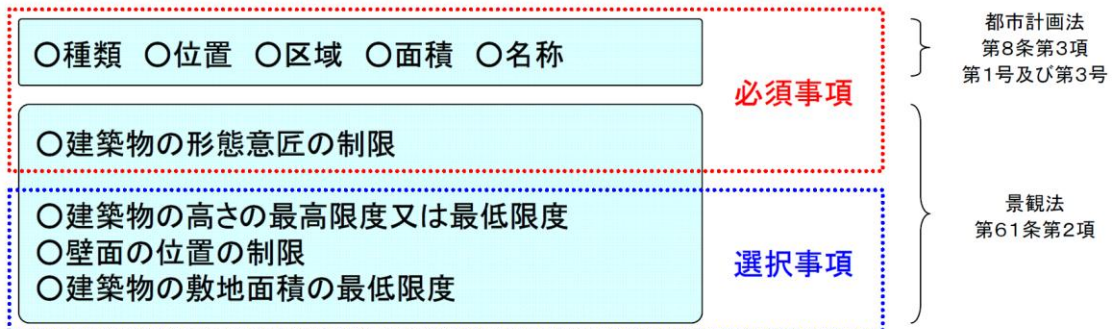 ○種類 ○位置 ○区域 ○面積 ○名称
必須事項
都市計画法
第8条第3項
第1号及び第3号
○建築物の形態意匠の制限
○建築物の高さの最高限度又は最低限度
○壁面の位置の制限
○建築物の敷地面積の最低限度
選択事項
景観法
第61条第2項